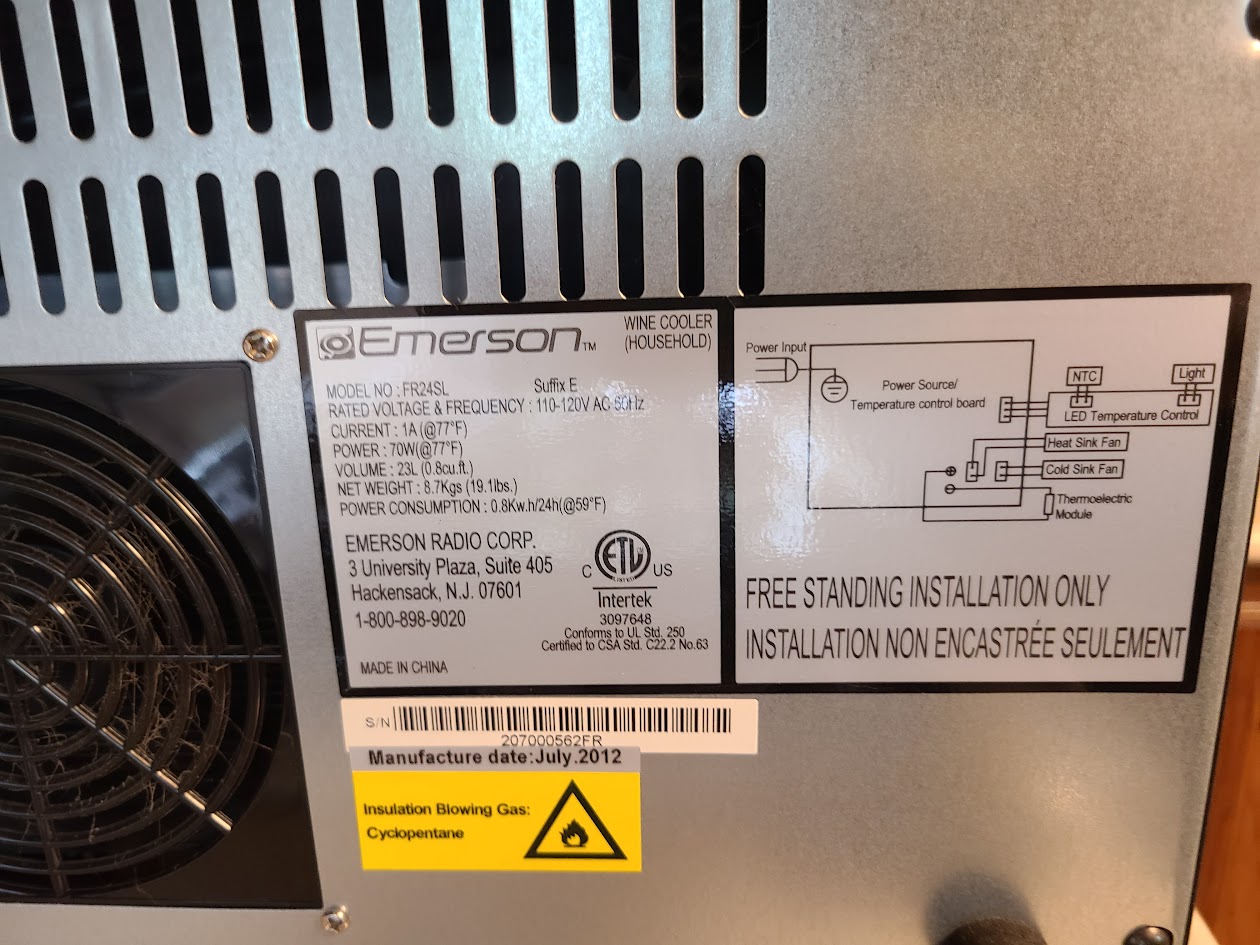 Emerson™
WINE COOLER
(HOUSEHOLD)
MODEL NO : FR24SL Suffix E
RATED VOLTAGE & FREQUENCY : 110-120V AC 60Hz
CURRENT : 1A (@77°F)
POWER : 70W(@77°F)
VOLUME : 23L (0.8cu.ft.)
NET WEIGHT : 8.7Kgs (19.1lbs.)
POWER CONSUMPTION : 0.8Kw.h/24h(@59°F)
EMERSON RADIO CORP.
3 University Plaza, Suite 405
Hackensack, N.J. 07601
1-800-898-9020
MADE IN CHINA
ETL
C US
Intertek
3097648
Conforms to UL Std. 250
Certified to CSA Std. C22.2 No.63
Power Input
Power Source/
Temperature control board
NTC
Light
LED Temperature Control
Heat Sink Fan
Cold Sink Fan
Thermoelectric
Module
FREE STANDING INSTALLATION ONLY
INSTALLATION NON ENCASTRÉE SEULEMENT
S/N
207000562FR
Manufacture date:July.2012
Insulation Blowing Gas:
Cyclopentane